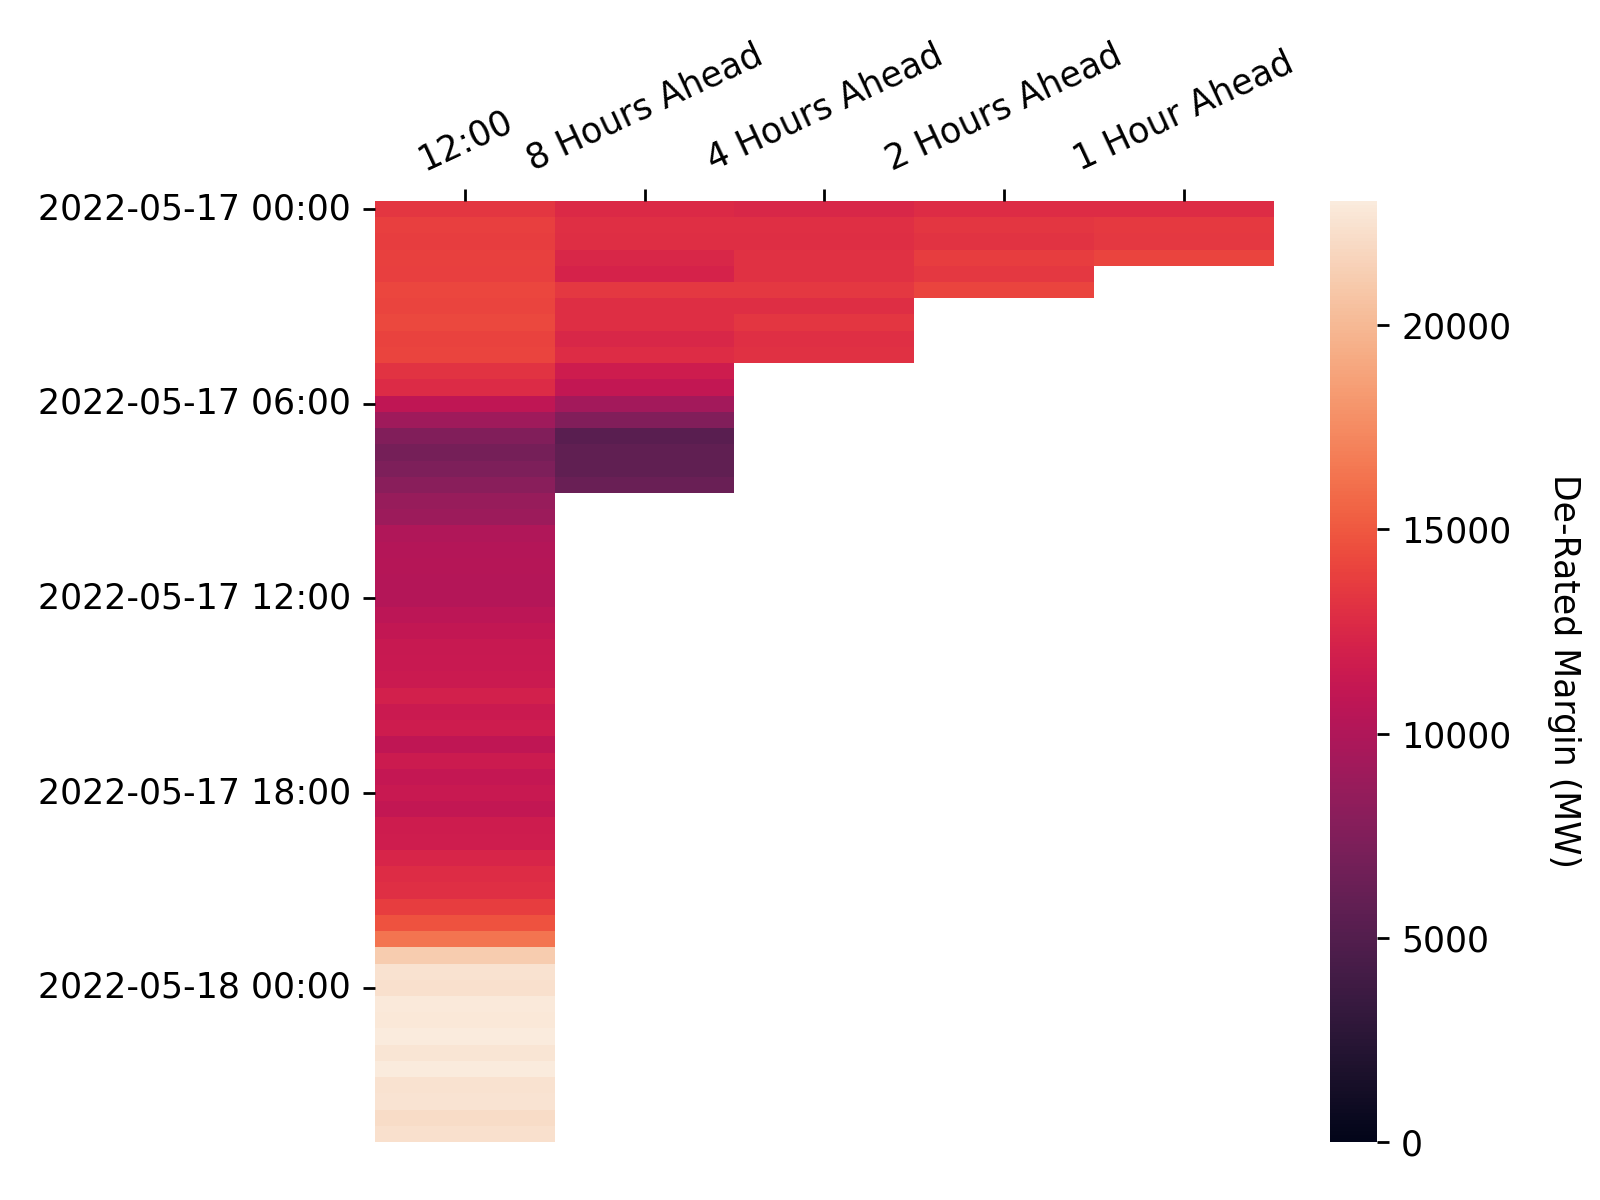 12:00
8 Hours Ahead
4 Hours Ahead
2 Hours Ahead
1 Hour Ahead
2022-05-17 00:00
2022-05-17 06:00
2022-05-17 12:00
2022-05-17 18:00
2022-05-18 00:00
20000
15000
10000
5000
0
De-Rated Margin (MW)